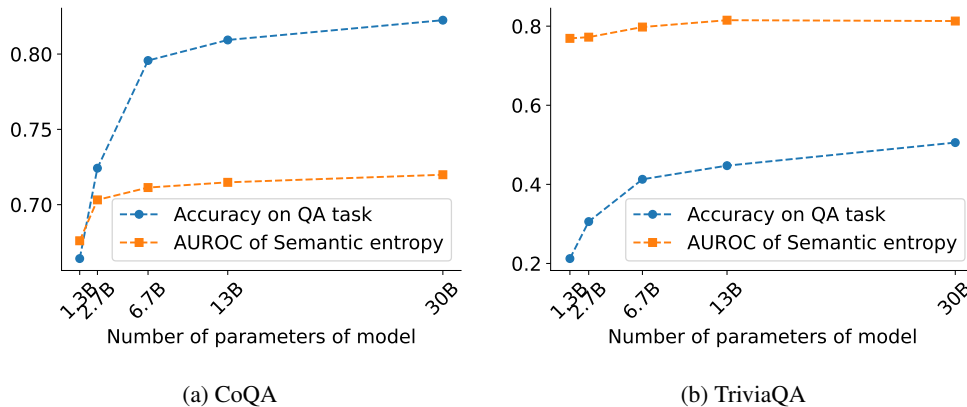 0.80
0.75
0.70
Accuracy on QA task
AUROC of Semantic entropy
1.3B
2.7B
6.7B
13B
30B
Number of parameters of model
(a) CoQA
0.8
0.6
0.4
0.2
Accuracy on QA task
AUROC of Semantic entropy
1.3B
2.7B
6.7B
13B
30B
Number of parameters of model
(b) TriviaQA